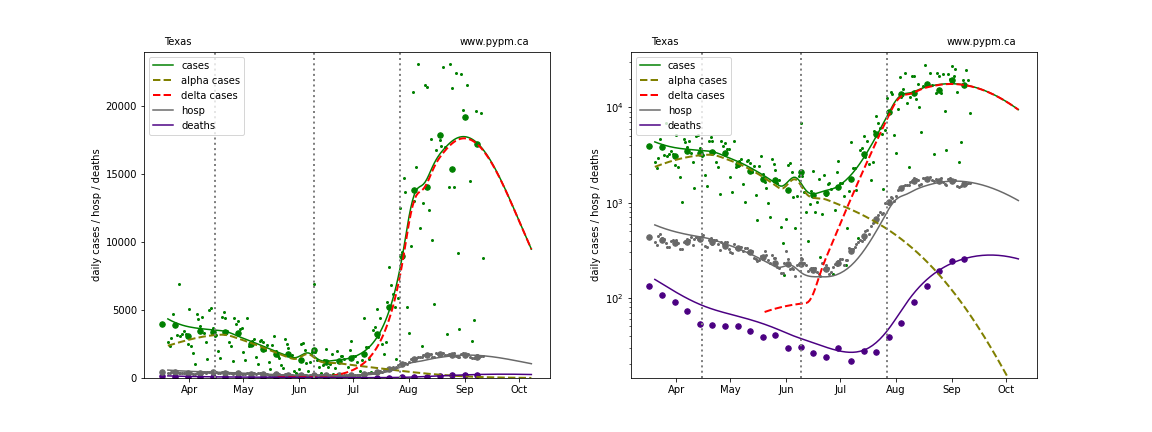 Texas www.pypm.ca
cases
alpha cases
delta cases
hosp
deaths
daily cases / hosp / deaths
20000
15000
10000
5000
0
Apr May Jun Jul Aug Sep Oct
Texas www.pypm.ca
cases
alpha cases
delta cases
hosp
deaths
daily cases / hosp / deaths
10⁴
10³
10²
Apr May Jun Jul Aug Sep Oct